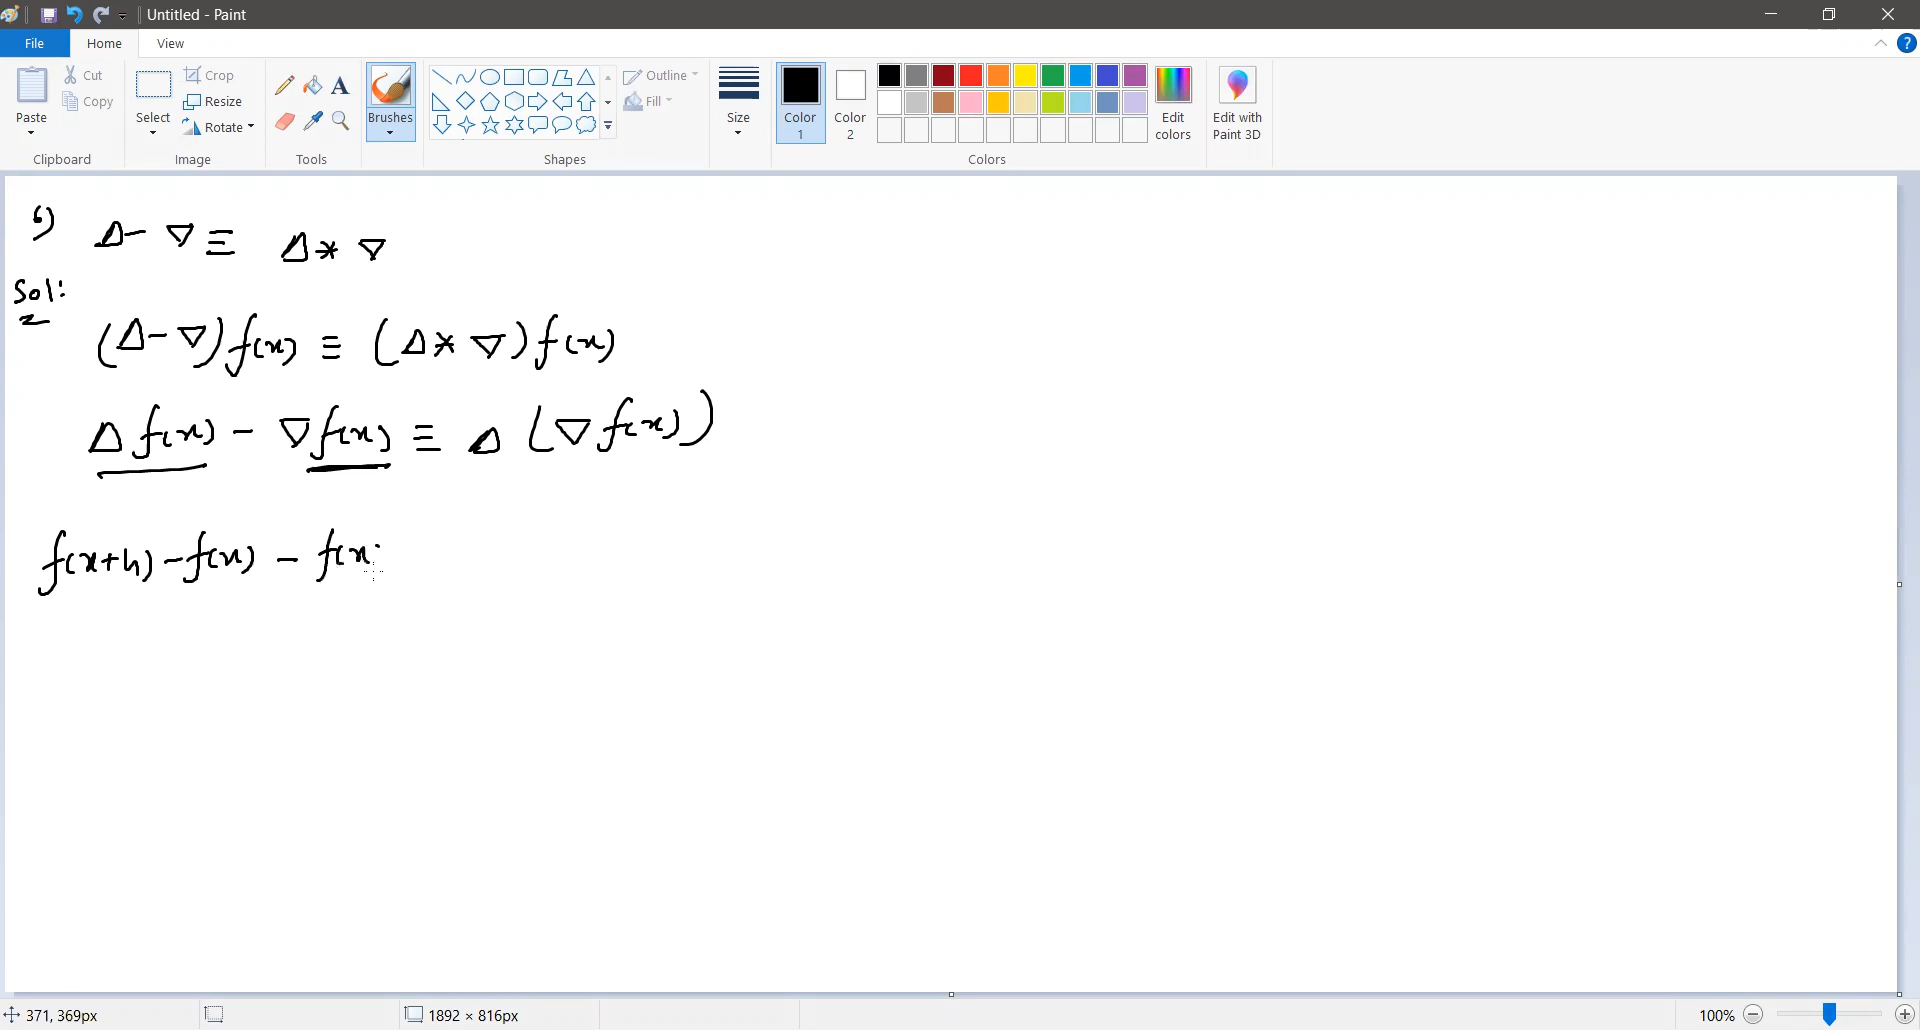 Untitled - Paint
File Home View
Paste
Cut
Copy
Clipboard
Select
Crop
Resize
Rotate
Image
Tools
Brushes
Shapes
Outline
Fill
Size
Color 1
Color 2
Colors
Edit colors
Edit with Paint 3D
6) Δ - ∇ ≡ Δ * ∇
Sol:
(Δ - ∇) f(x) ≡ (Δ * ∇) f(x)
Δ f(x) - ∇ f(x) ≡ Δ (∇ f(x))
f(x+h) - f(x) - f(x
371, 369px
1892 × 816px
100%